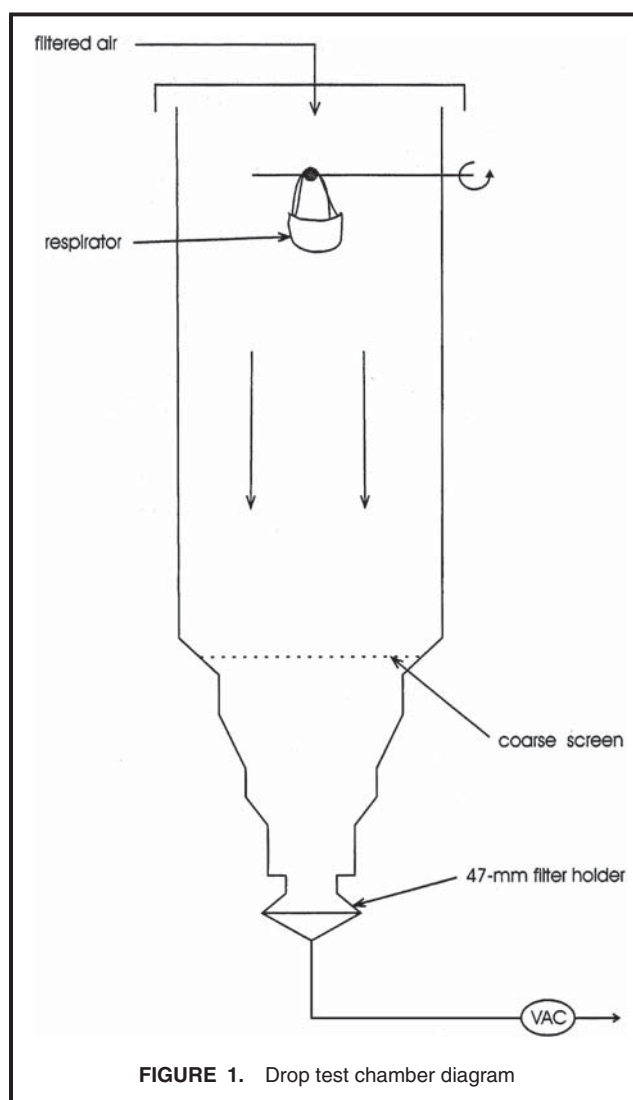 filtered air
respirator
coarse screen
47-mm filter holder
VAC
FIGURE 1. Drop test chamber diagram